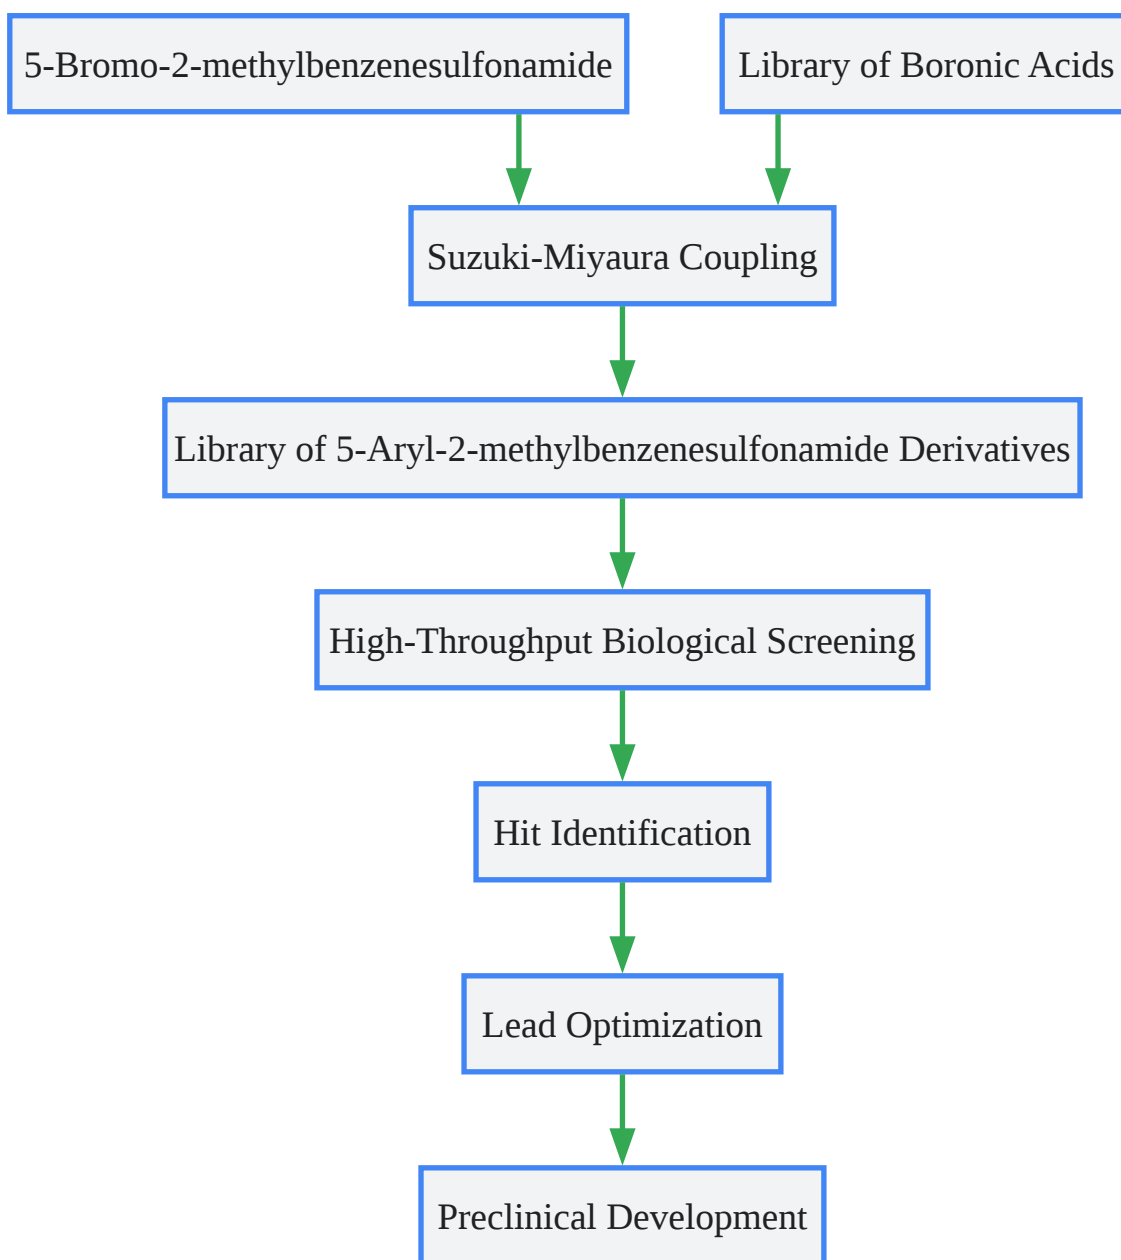 5-Bromo-2-methylbenzenesulfonamide
Library of Boronic Acids
Suzuki-Miyaura Coupling
Library of 5-Aryl-2-methylbenzenesulfonamide Derivatives
High-Throughput Biological Screening
Hit Identification
Lead Optimization
Preclinical Development